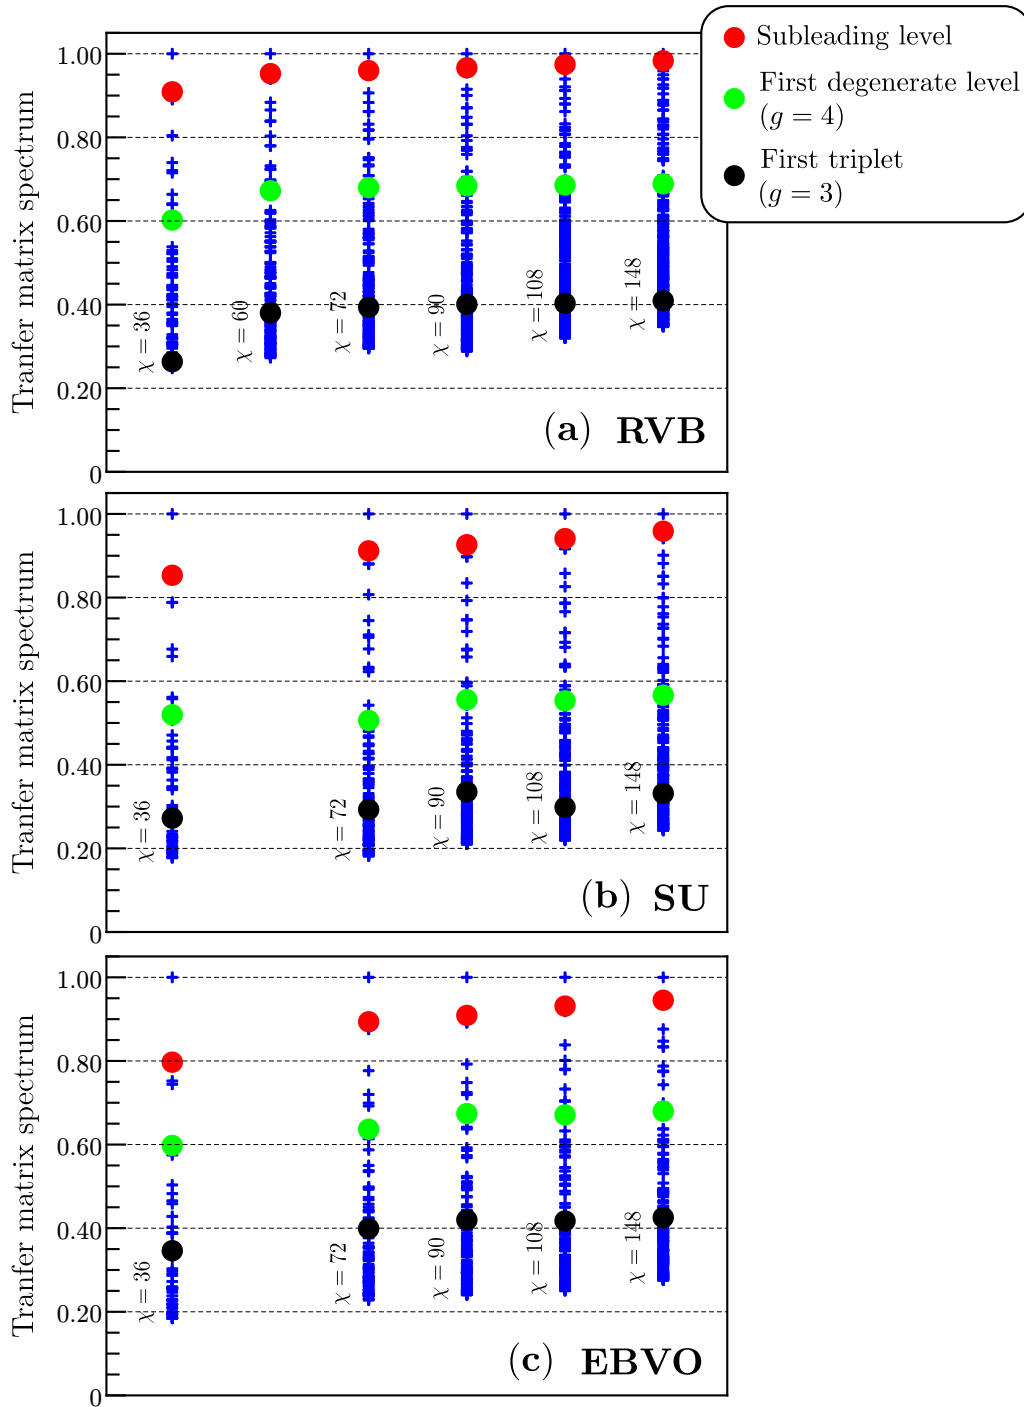 Subleading level
First degenerate level
(g = 4)
First triplet
(g = 3)
Tranfer matrix spectrum
1.00
0.80
0.60
0.40
0.20
0
χ = 36
χ = 60
χ = 72
χ = 90
χ = 108
χ = 148
(a) RVB
Tranfer matrix spectrum
1.00
0.80
0.60
0.40
0.20
0
χ = 36
χ = 72
χ = 90
χ = 108
χ = 148
(b) SU
Tranfer matrix spectrum
1.00
0.80
0.60
0.40
0.20
0
χ = 36
χ = 72
χ = 90
χ = 108
χ = 148
(c) EBVO